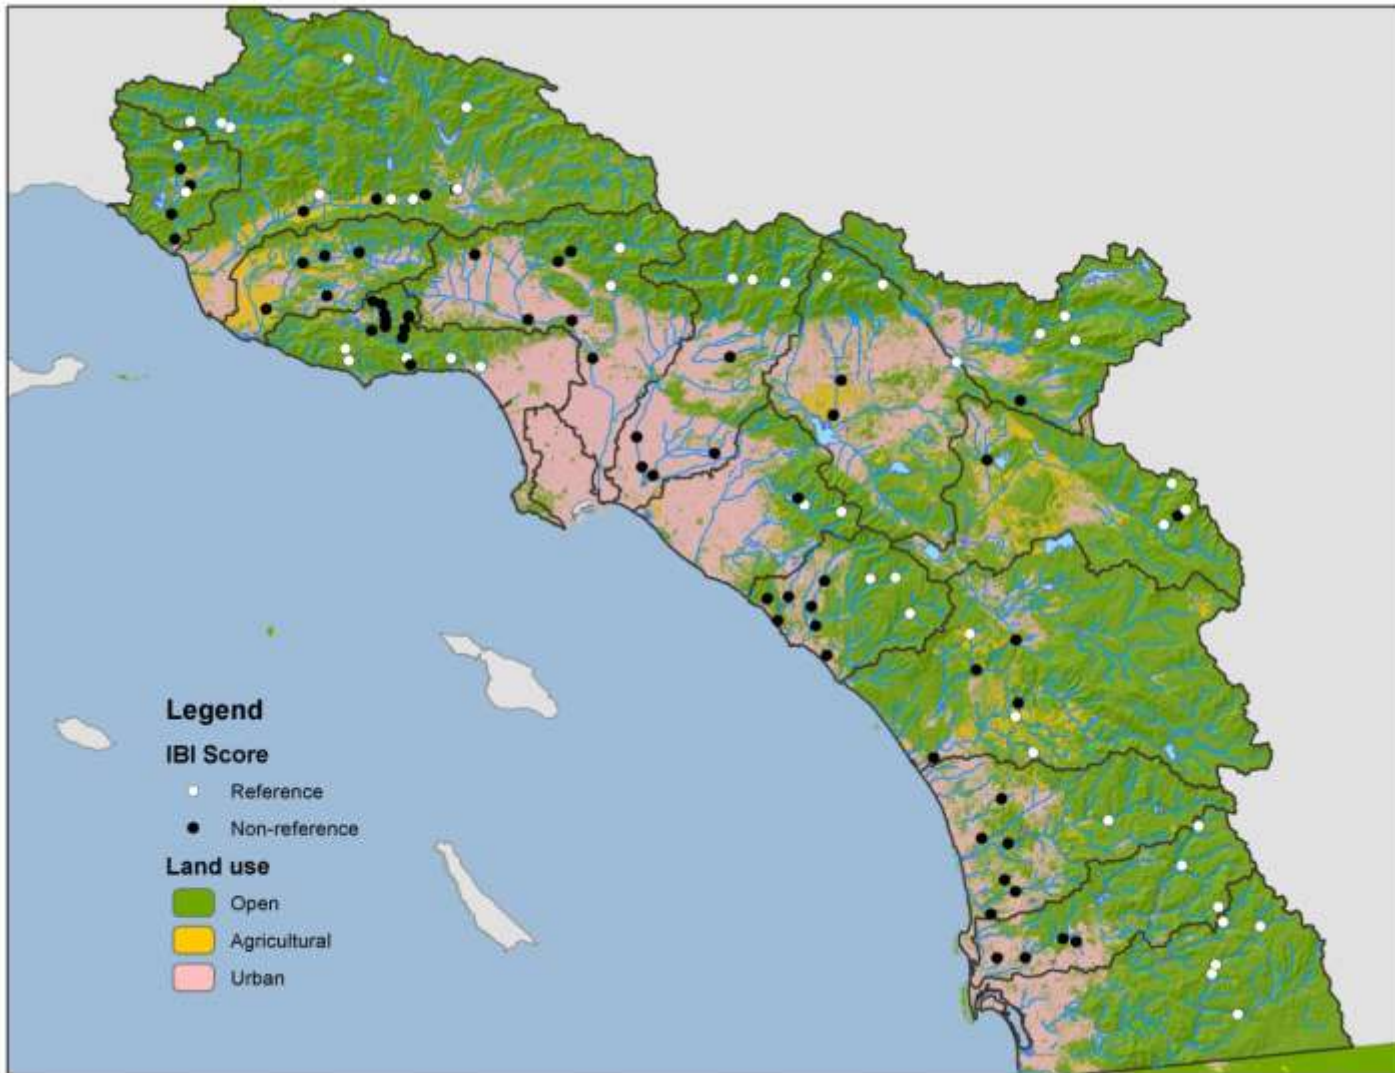 Legend
IBI Score
Reference
Non-reference
Land use
Open
Agricultural
Urban